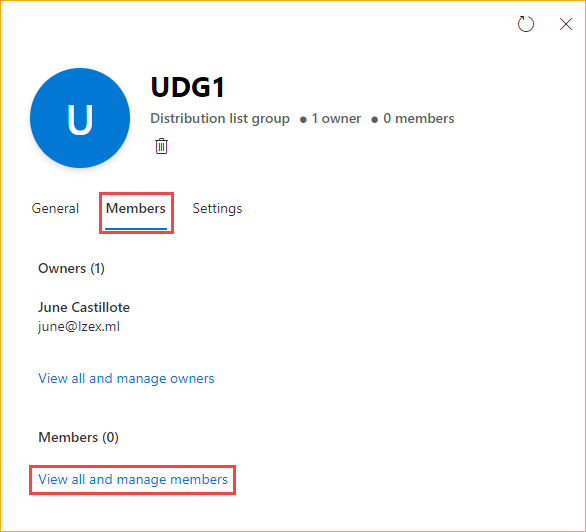 UDG1
U
Distribution list group ● 1 owner ● 0 members
General Members Settings
Owners (1)
June Castillote
june@lzex.ml
View all and manage owners
Members (0)
View all and manage members